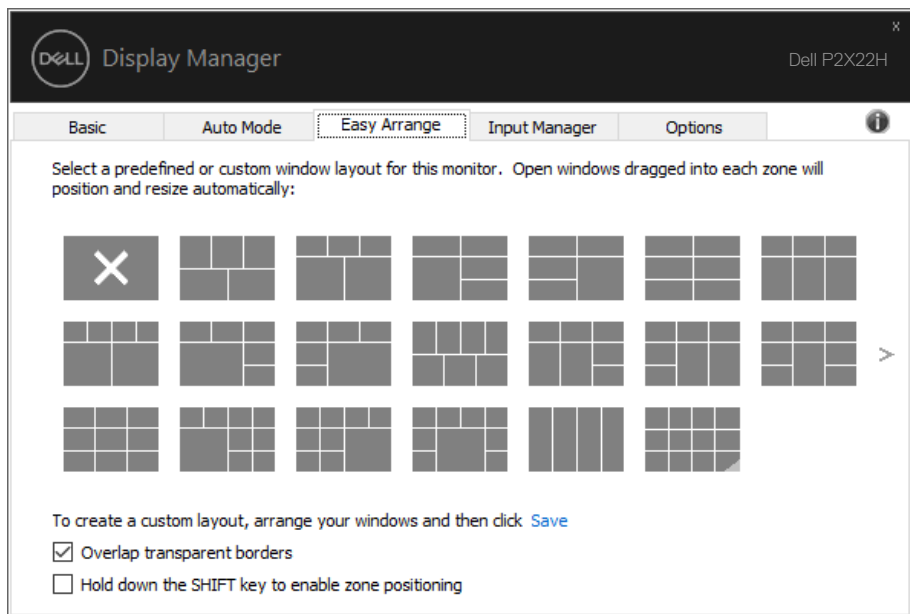 x
DELL Display Manager
Dell P2X22H
Basic Auto Mode Easy Arrange Input Manager Options
Select a predefined or custom window layout for this monitor. Open windows dragged into each zone will
position and resize automatically:
>
To create a custom layout, arrange your windows and then click Save
Overlap transparent borders
Hold down the SHIFT key to enable zone positioning